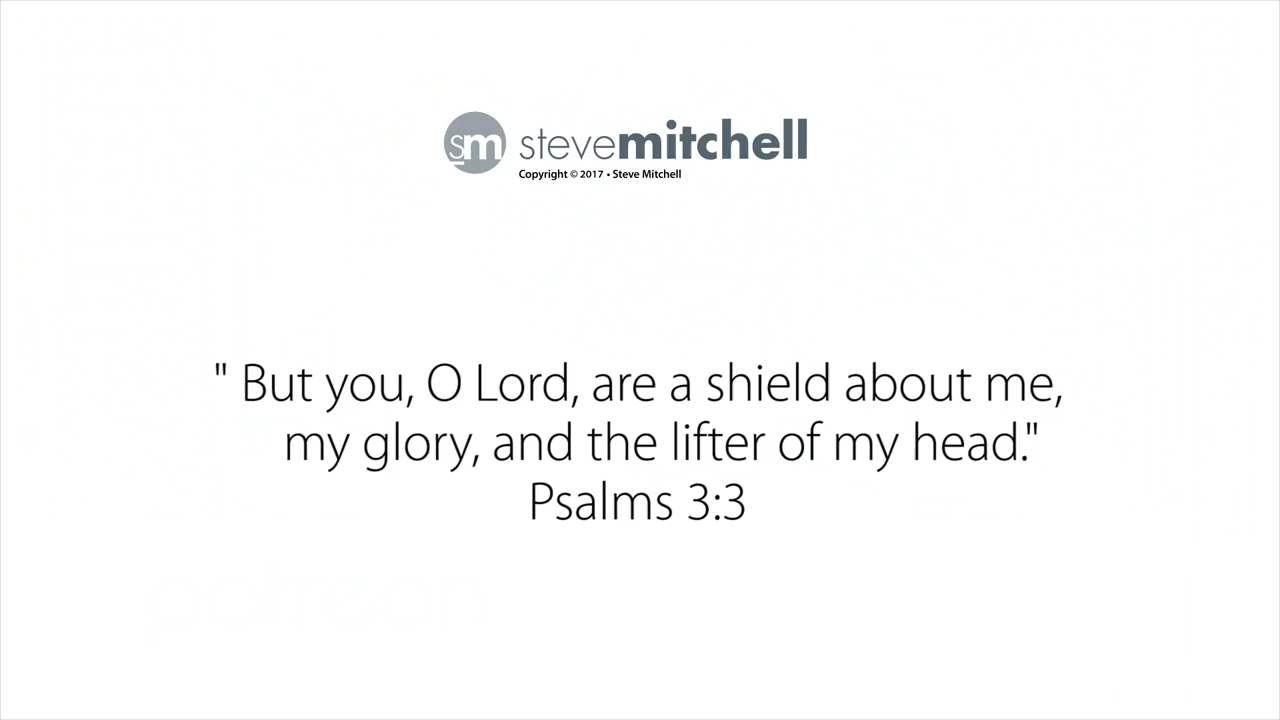 sm stevemitchell
Copyright © 2017 • Steve Mitchell
" But you, O Lord, are a shield about me,
my glory, and the lifter of my head."
Psalms 3:3
patreon